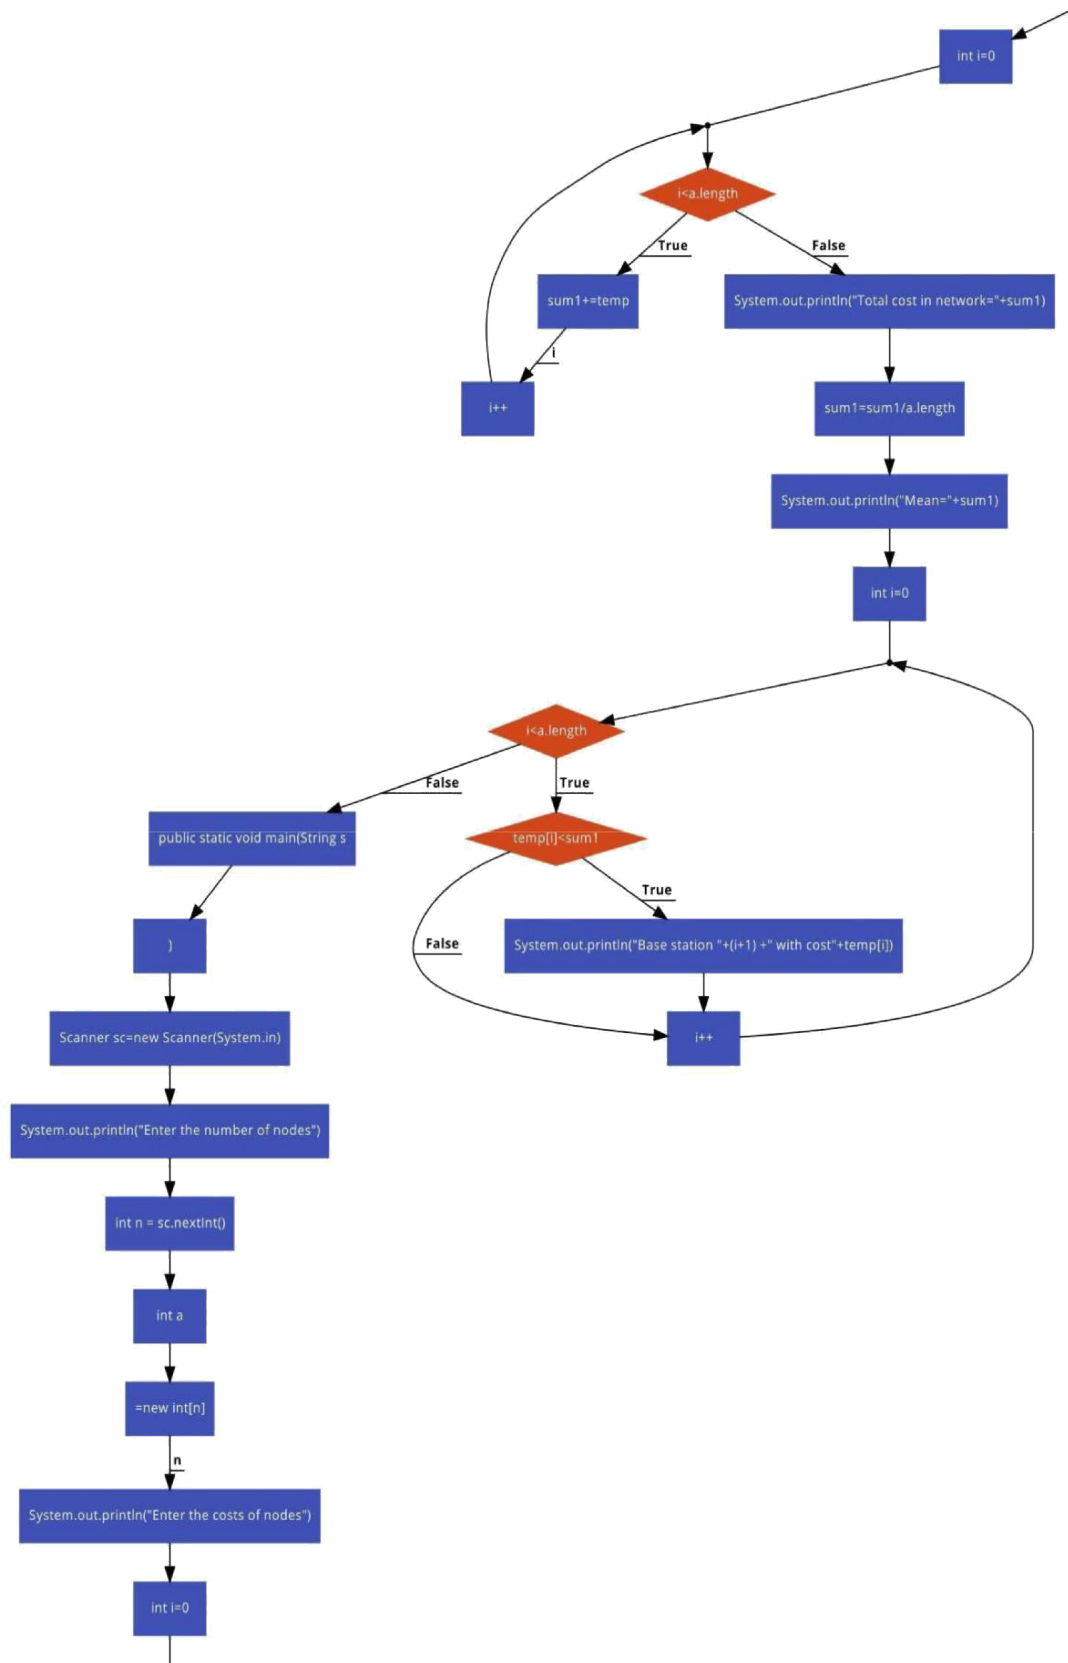 int i=0
i<a.length
True
False
sum1+=temp
System.out.println("Total cost in network="+sum1)
i
i++
sum1=sum1/a.length
System.out.println("Mean="+sum1)
int i=0
i<a.length
False
True
public static void main(String s
temp[i]<sum1
True
False
)
System.out.println("Base station "+(i+1) +" with cost"+temp[i])
Scanner sc=new Scanner(System.in)
i++
System.out.println("Enter the number of nodes")
int n = sc.nextInt()
int a
=new int[n]
n
System.out.println("Enter the costs of nodes")
int i=0